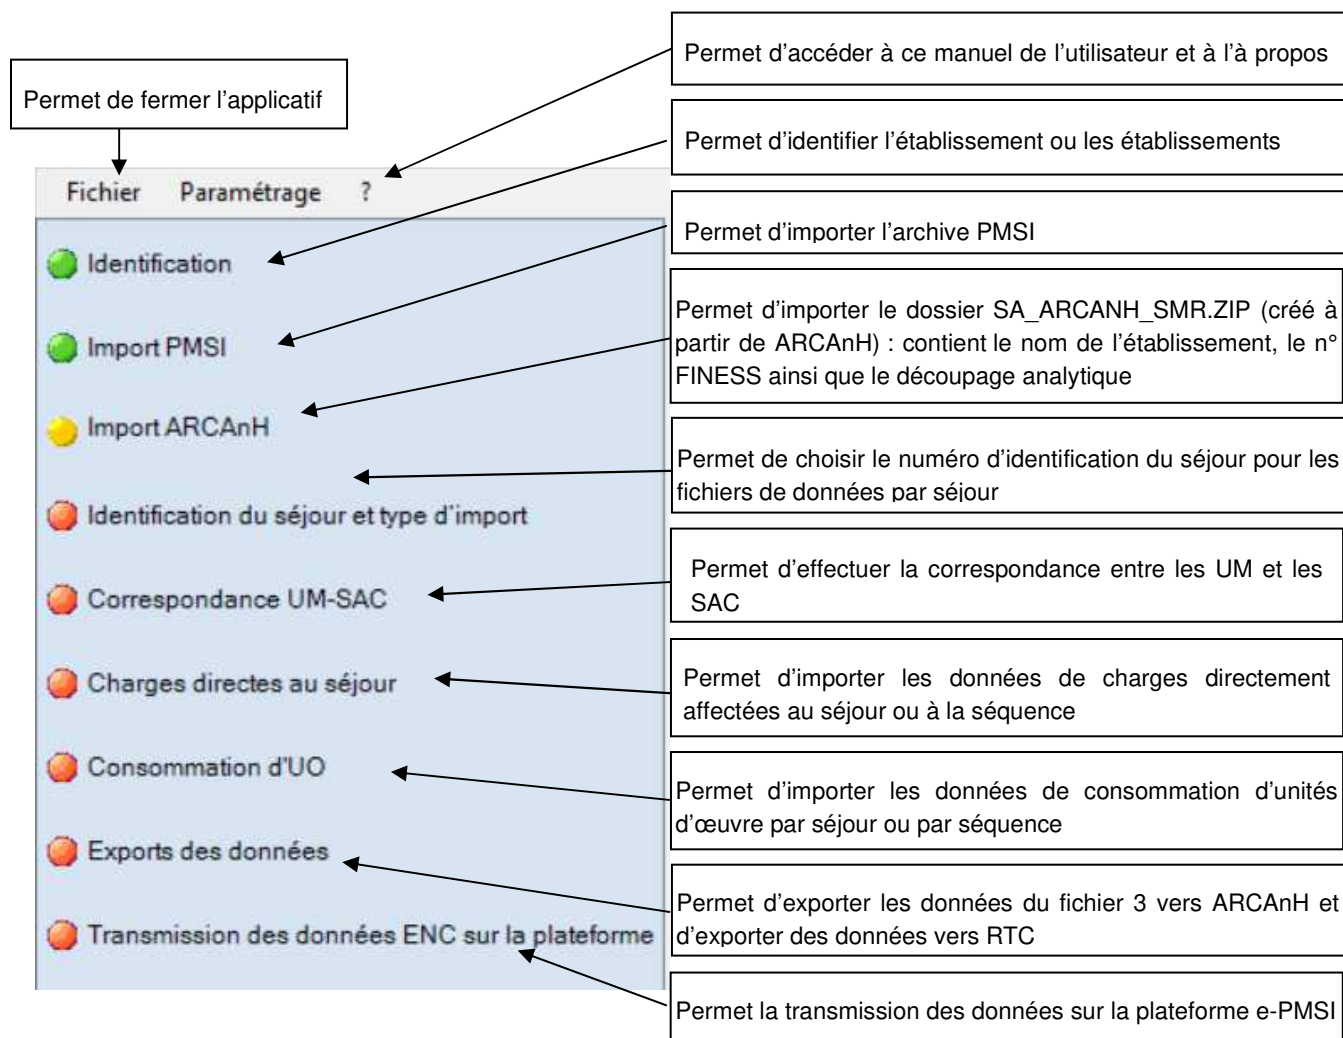 Permet d'accéder à ce manuel de l'utilisateur et à l'à propos
Permet de fermer l'applicatif
Permet d'identifier l'établissement ou les établissements
Fichier Paramétrage ?
Permet d'importer l'archive PMSI
Identification
Permet d'importer le dossier SA_ARCANH_SMR.ZIP (créé à
partir de ARCAnH) : contient le nom de l'établissement, le n°
FINESS ainsi que le découpage analytique
Import PMSI
Import ARCAnH
Permet de choisir le numéro d'identification du séjour pour les
fichiers de données par séjour
Identification du séjour et type d'import
Permet d'effectuer la correspondance entre les UM et les
SAC
Correspondance UM-SAC
Permet d'importer les données de charges directement
affectées au séjour ou à la séquence
Charges directes au séjour
Consommation d'UO
Permet d'importer les données de consommation d'unités
d'œuvre par séjour ou par séquence
Exports des données
Permet d'exporter les données du fichier 3 vers ARCAnH et
d'exporter des données vers RTC
Transmission des données ENC sur la plateforme
Permet la transmission des données sur la plateforme e-PMSI